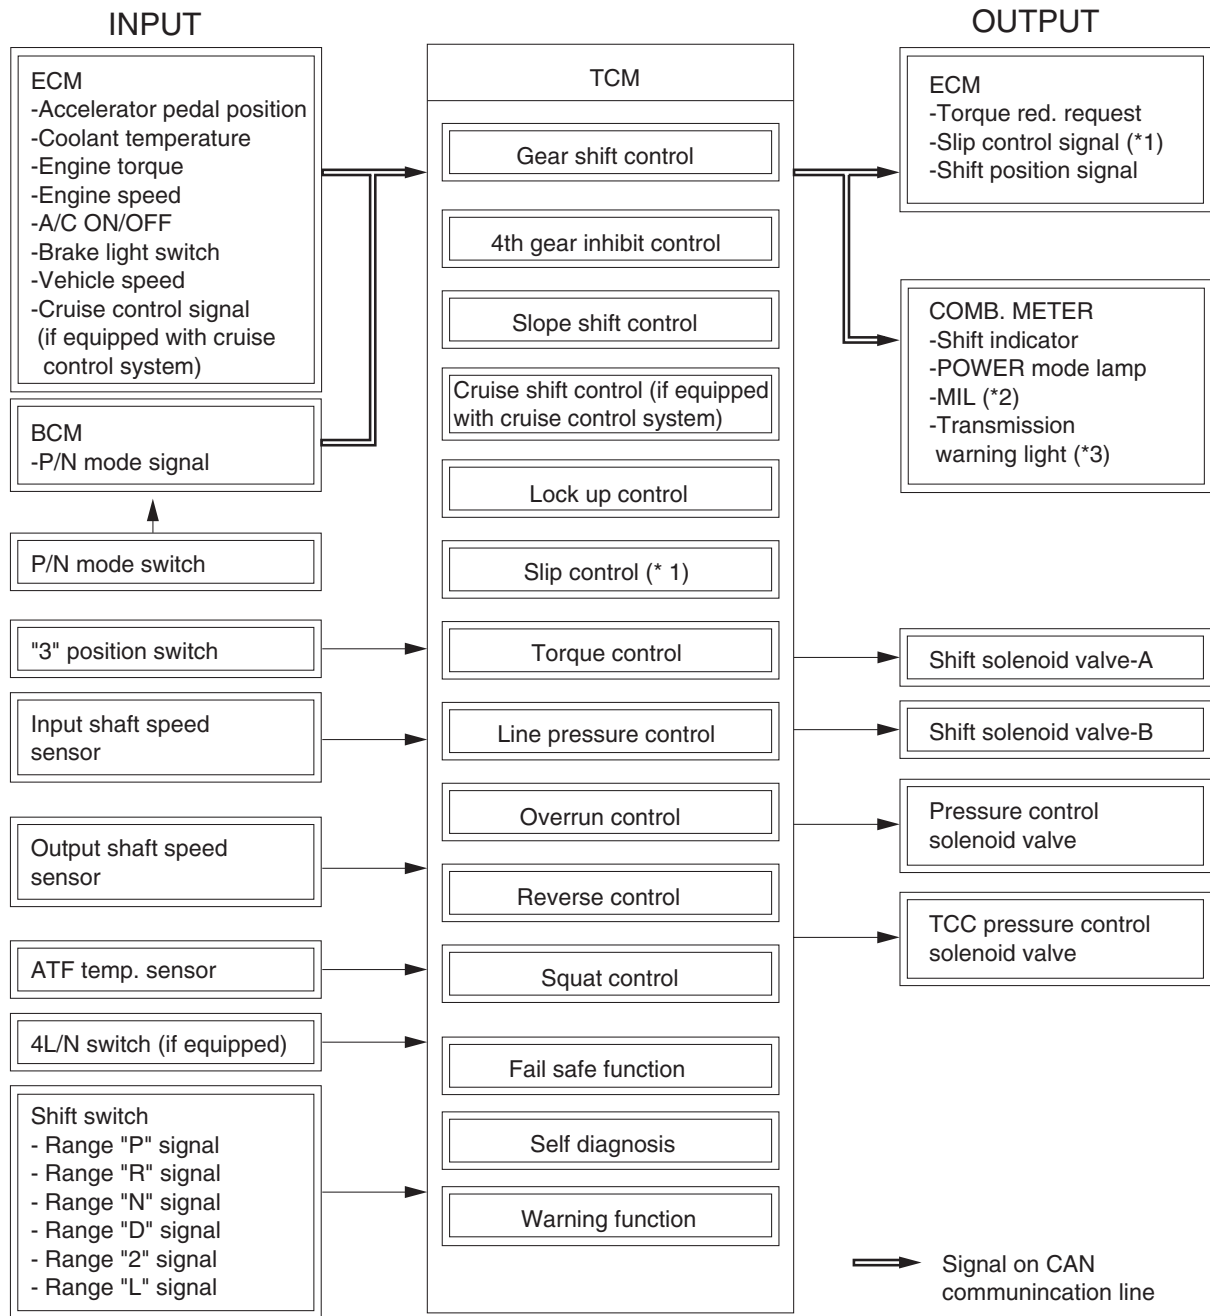 INPUT
ECM
-Accelerator pedal position
-Coolant temperature
-Engine torque
-Engine speed
-A/C ON/OFF
-Brake light switch
-Vehicle speed
-Cruise control signal
(if equipped with cruise
control system)
BCM
-P/N mode signal
P/N mode switch
"3" position switch
Input shaft speed
sensor
Output shaft speed
sensor
ATF temp. sensor
4L/N switch (if equipped)
Shift switch
- Range "P" signal
- Range "R" signal
- Range "N" signal
- Range "D" signal
- Range "2" signal
- Range "L" signal
TCM
Gear shift control
4th gear inhibit control
Slope shift control
Cruise shift control (if equipped
with cruise control system)
Lock up control
Slip control (* 1)
Torque control
Line pressure control
Overrun control
Reverse control
Squat control
Fail safe function
Self diagnosis
Warning function
OUTPUT
ECM
-Torque red. request
-Slip control signal (*1)
-Shift position signal
COMB. METER
-Shift indicator
-POWER mode lamp
-MIL (*2)
-Transmission
warning light (*3)
Shift solenoid valve-A
Shift solenoid valve-B
Pressure control
solenoid valve
TCC pressure control
solenoid valve
Signal on CAN
communincation line